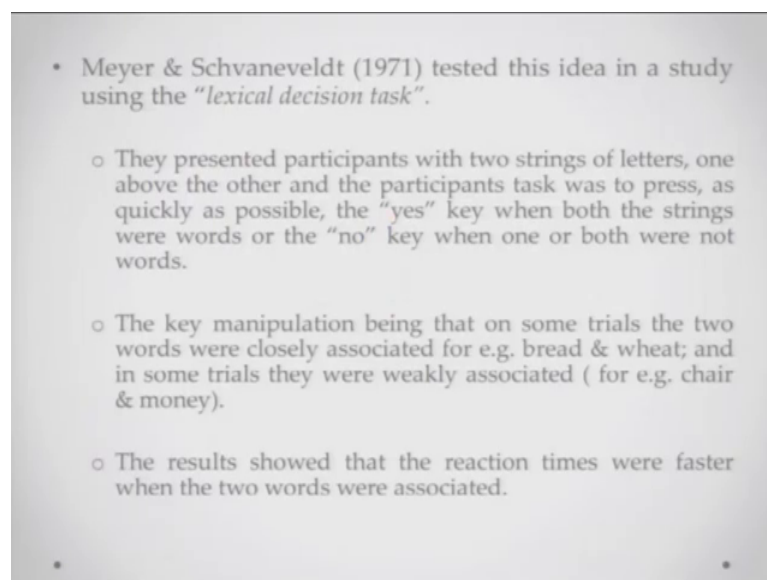 • Meyer & Schvaneveldt (1971) tested this idea in a study
using the “lexical decision task”.
o They presented participants with two strings of letters, one
above the other and the participants task was to press, as
quickly as possible, the “yes” key when both the strings
were words or the “no” key when one or both were not
words.
o The key manipulation being that on some trials the two
words were closely associated for e.g. bread & wheat; and
in some trials they were weakly associated ( for e.g. chair
& money).
o The results showed that the reaction times were faster
when the two words were associated.